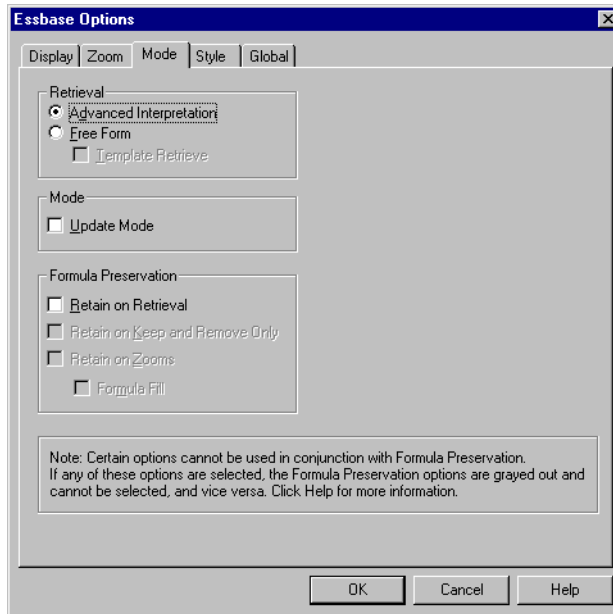 Essbase Options
Display Zoom Mode Style Global
Retrieval
Advanced Interpretation
Free Form
Template Retrieve
Mode
Update Mode
Formula Preservation
Retain on Retrieval
Retain on Keep and Remove Only
Retain on Zooms
Formula Fill
Note: Certain options cannot be used in conjunction with Formula Preservation.
If any of these options are selected, the Formula Preservation options are grayed out and
cannot be selected, and vice versa. Click Help for more information.
OK Cancel Help